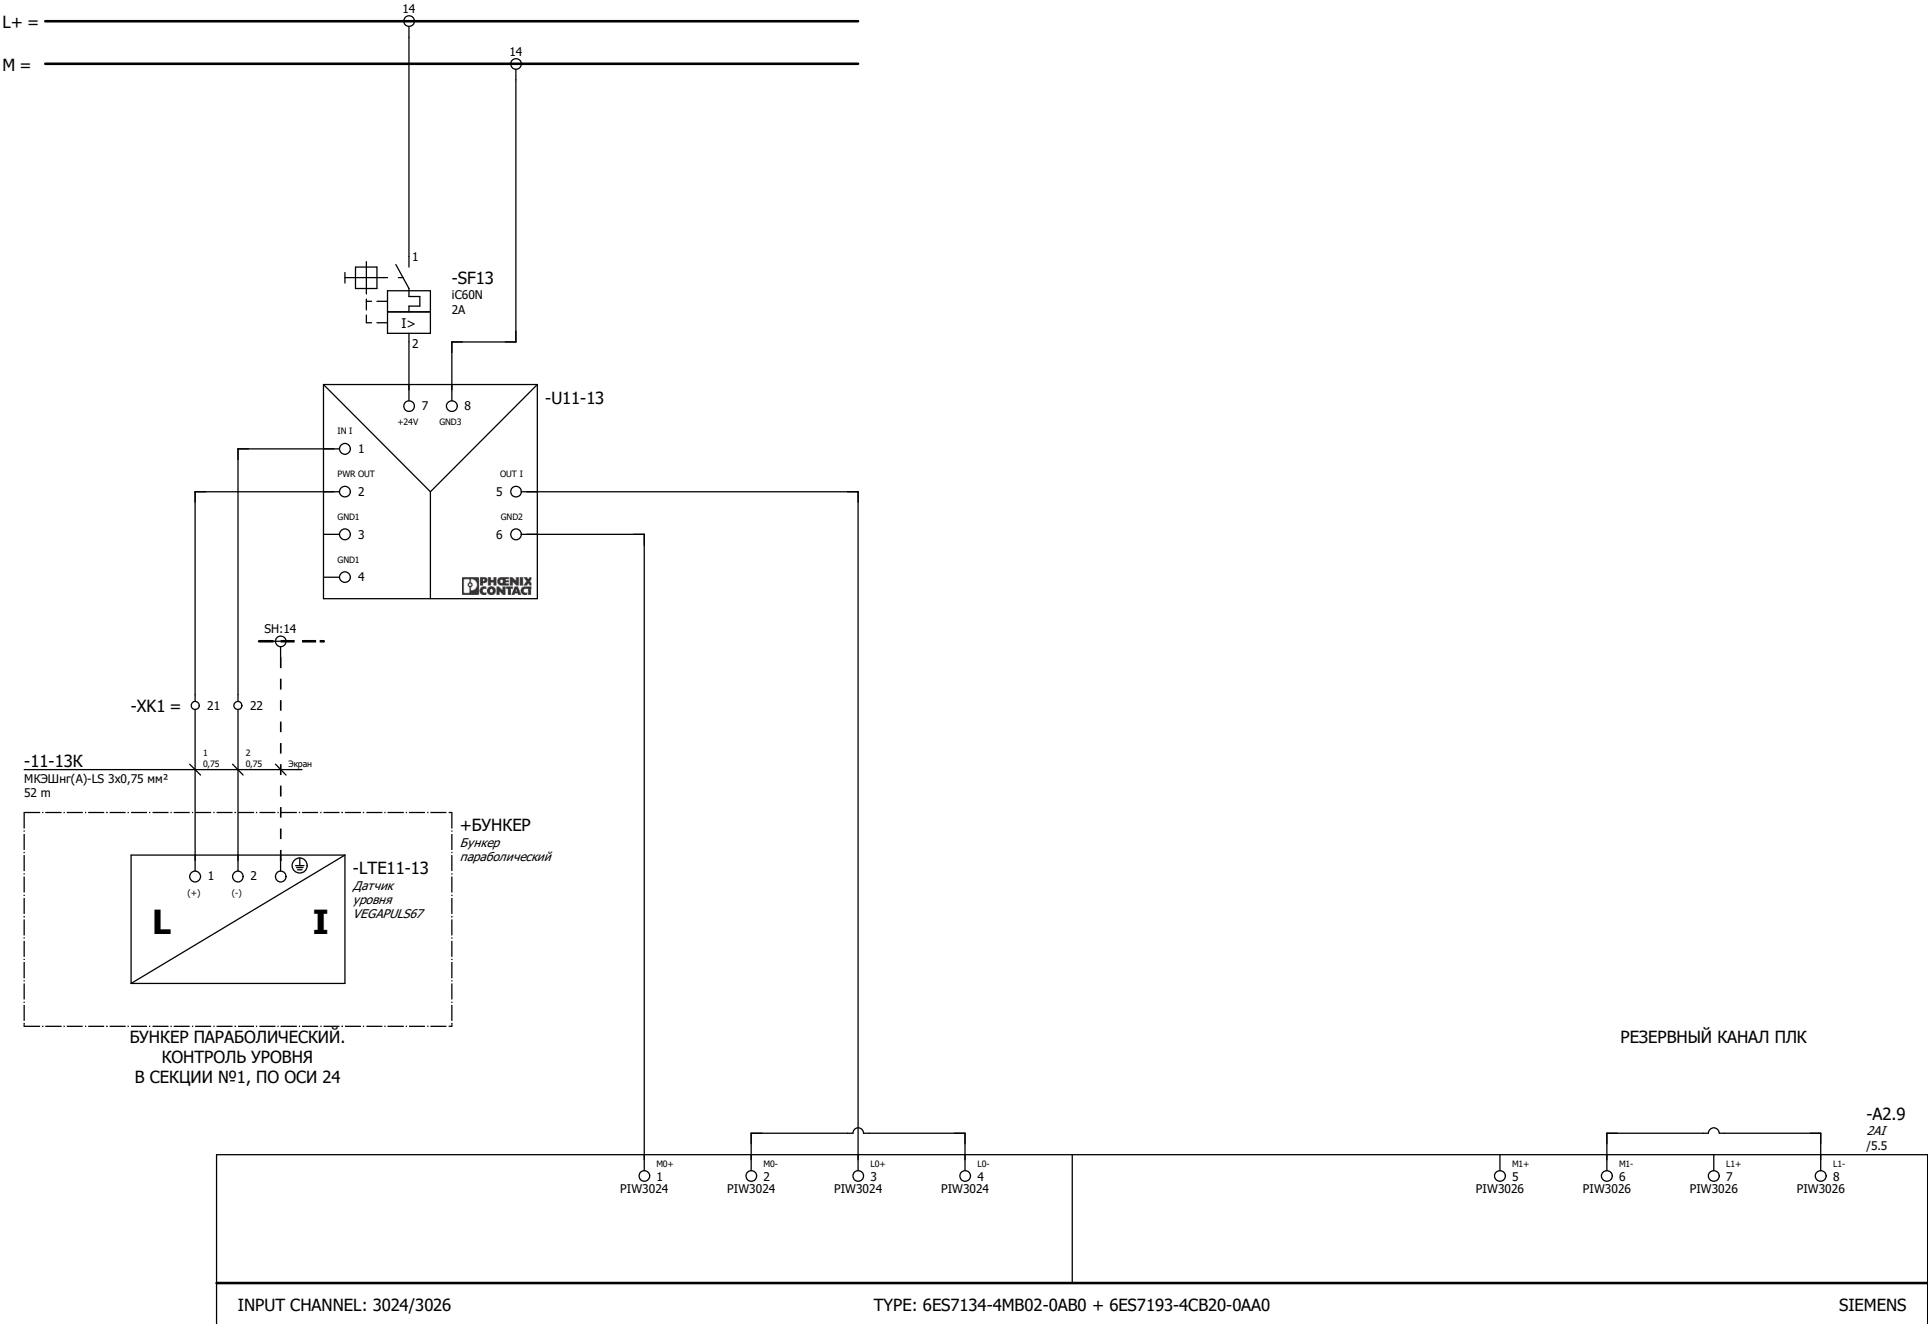 14
L+ =
14
M =
1
-SF13
iC60N
2A
I>
2
-U11-13
7
8
+24V
GND3
IN I
1
PWR OUT
2
OUT I
5
GND1
3
GND2
6
GND1
4
PHŒNIX
CONTACT
SH:14
-XK1 =
21
22
-11-13К
1
0,75
2
0,75
Экран
МКЭШнг(А)-LS 3x0,75 мм²
52 m
+БУНКЕР
Бункер
параболический
-LTE11-13
Датчик
уровня
VEGAPULS67
1
2
(+)
(-)
L
I
БУНКЕР ПАРАБОЛИЧЕСКИЙ.
КОНТРОЛЬ УРОВНЯ
В СЕКЦИИ №1, ПО ОСИ 24
РЕЗЕРВНЫЙ КАНАЛ ПЛК
-A2.9
2AI
/5.5
M0+
1
PIW3024
M0-
2
PIW3024
L0+
3
PIW3024
L0-
4
PIW3024
M1+
5
PIW3026
M1-
6
PIW3026
L1+
7
PIW3026
L1-
8
PIW3026
INPUT CHANNEL: 3024/3026
TYPE: 6ES7134-4MB02-0AB0 + 6ES7193-4CB20-0AA0
SIEMENS